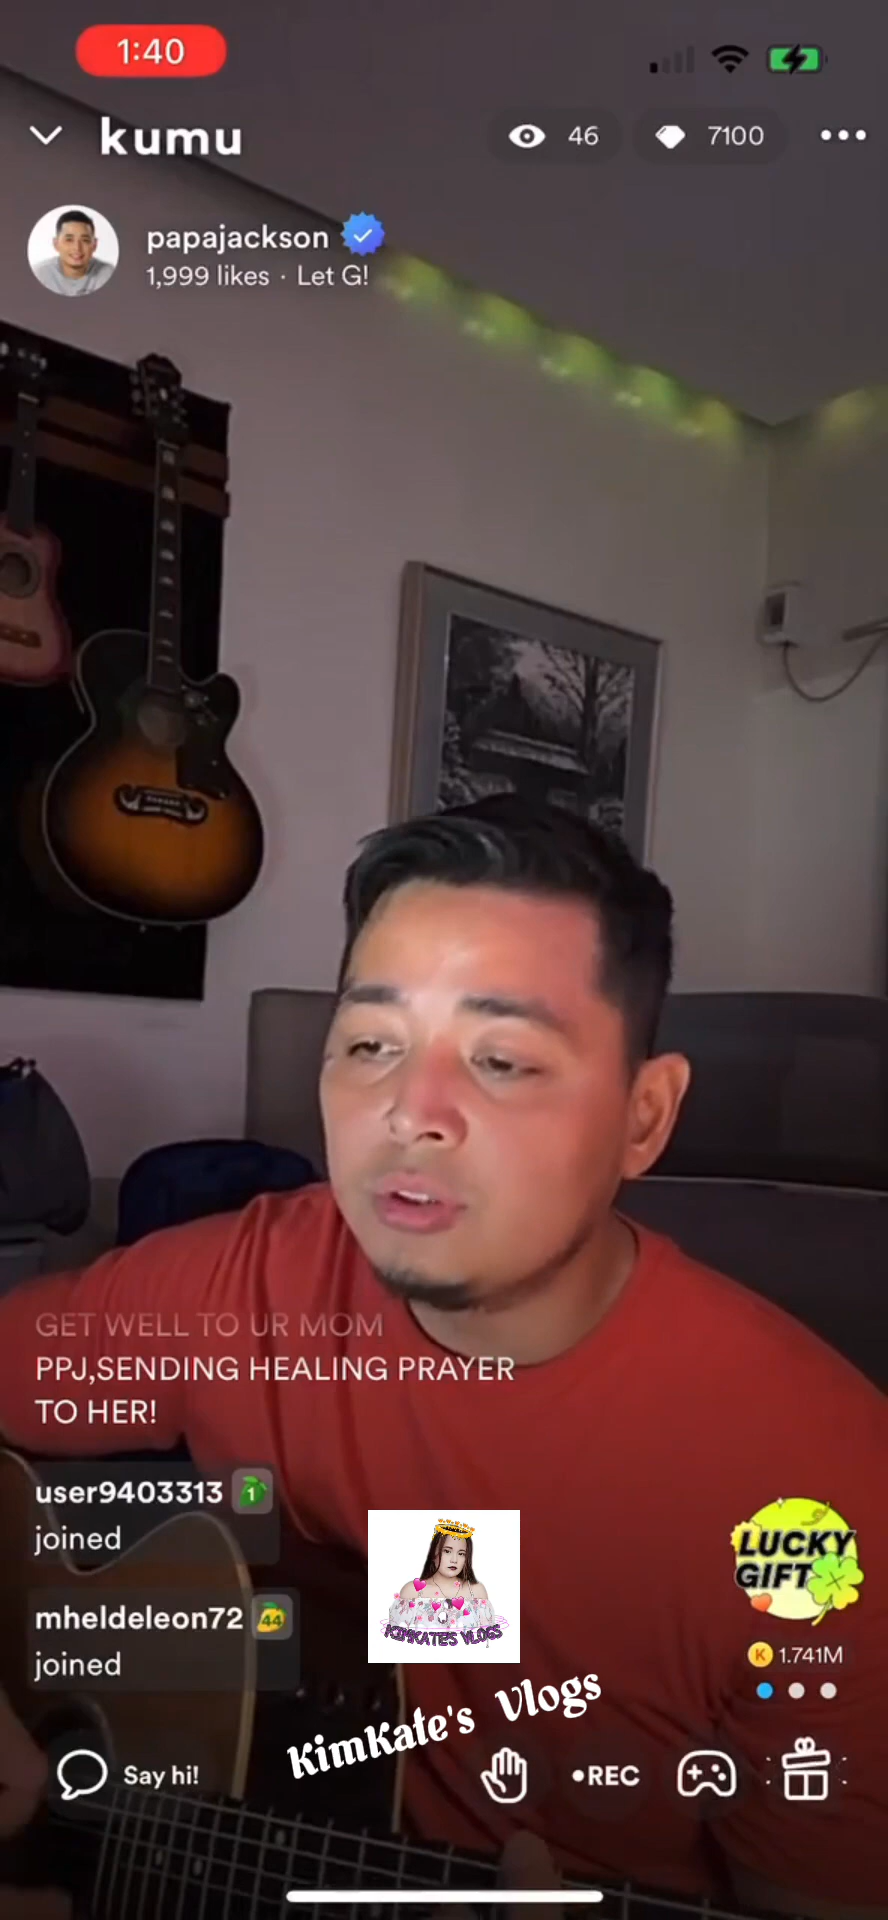 1:40
kumu
46
7100
papajackson
1,999 likes · Let G!
GET WELL TO UR MOM
PPJ,SENDING HEALING PRAYER
TO HER!
user9403313 1
joined
mheldeleon72 44
joined
LUCKY
GIFT
K 1.741M
KIMKATE'S VLOGS
KimKate's Vlogs
Say hi!
•REC